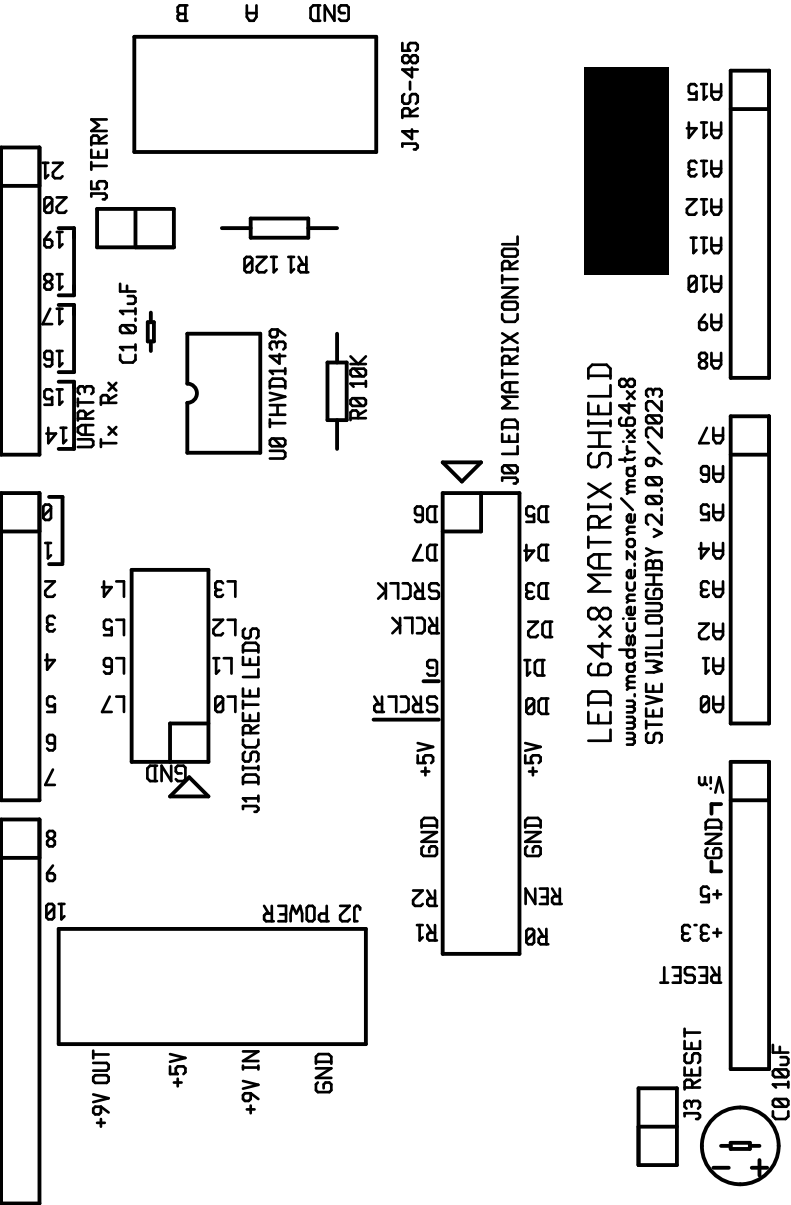 B
A
GND
J4 RS-485
J5 TERM
R1 120
C1 0.1uF
U0 THVD1439
R0 10K
21
20
19
18
17
16
15
14
UART3
Tx Rx
0
1
2
3
4
5
6
7
8
9
10
L4
L5
L6
L7
GND
L3
L2
L1
L0
J1 DISCRETE LEDS
J0 LED MATRIX CONTROL
D6
D7
SRCLK
RCLK
G
SRCLR
+5V
GND
R2
R1
D5
D4
D3
D2
D1
D0
+5V
GND
REN
R0
LED 64x8 MATRIX SHIELD
www.madscience.zone/matrix64x8
STEVE WILLOUGHBY v2.0.0 9/2023
A15
A14
A13
A12
A11
A10
A9
A8
A7
A6
A5
A4
A3
A2
A1
A0
Vin
GND
+5
+3.3
RESET
J2 POWER
+9V OUT
+5V
+9V IN
GND
J3 RESET
C0 10uF
- +